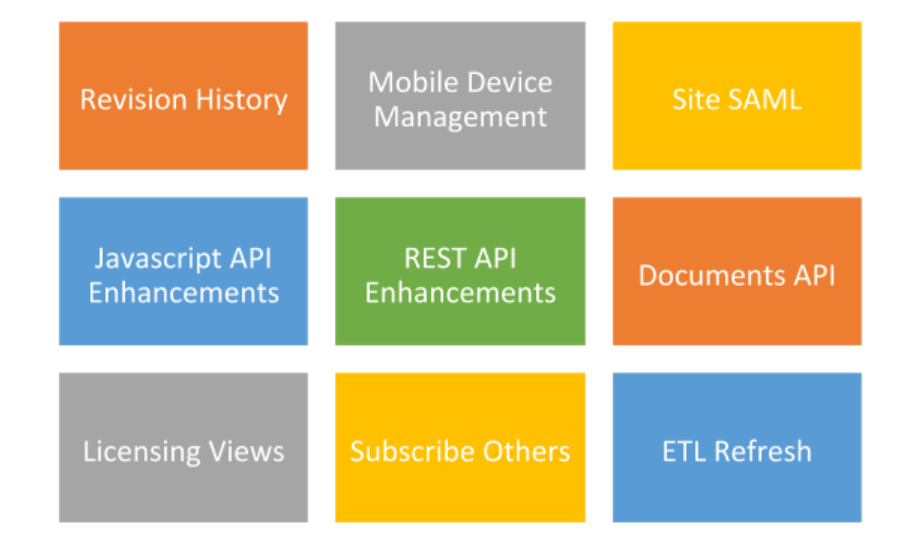 Revision History
Mobile Device
Management
Site SAML
Javascript API
Enhancements
REST API
Enhancements
Documents API
Licensing Views
Subscribe Others
ETL Refresh